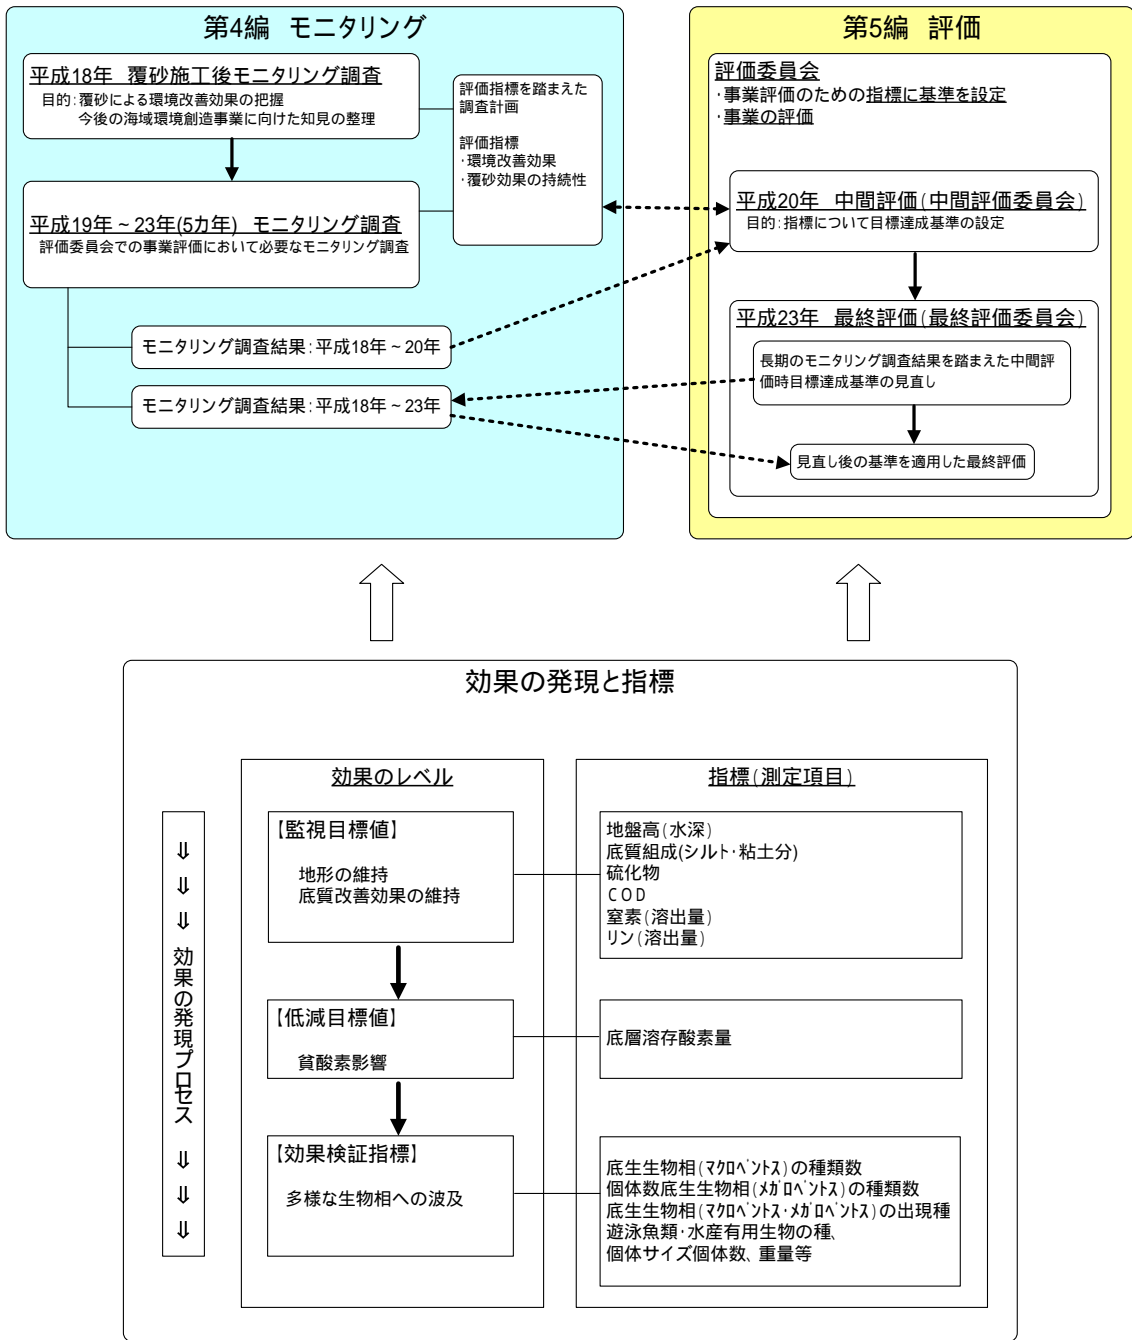 第4編 モニタリング
平成18年 覆砂施工後モニタリング調査
目的:覆砂による環境改善効果の把握
今後の海域環境創造事業に向けた知見の整理
評価指標を踏まえた
調査計画
評価指標
・環境改善効果
・覆砂効果の持続性
平成19年~23年(5カ年) モニタリング調査
評価委員会での事業評価において必要なモニタリング調査
モニタリング調査結果:平成18年~20年
モニタリング調査結果:平成18年~23年
第5編 評価
評価委員会
・事業評価のための指標に基準を設定
・事業の評価
平成20年 中間評価(中間評価委員会)
目的:指標について目標達成基準の設定
平成23年 最終評価(最終評価委員会)
長期のモニタリング調査結果を踏まえた中間評
価時目標達成基準の見直し
見直し後の基準を適用した最終評価
効果の発現と指標
⇓ ⇓ ⇓ 効果の発現プロセス ⇓ ⇓ ⇓
効果のレベル
【監視目標値】
地形の維持
底質改善効果の維持
【低減目標値】
貧酸素影響
【効果検証指標】
多様な生物相への波及
指標(測定項目)
地盤高(水深)
底質組成(シルト・粘土分)
硫化物
COD
窒素(溶出量)
リン(溶出量)
底層溶存酸素量
底生生物相(マクロベントス)の種類数
個体数底生生物相(メガロベントス)の種類数
底生生物相(マクロベントス・メガロベントス)の出現種
遊泳魚類・水産有用生物の種、
個体サイズ個体数、重量等